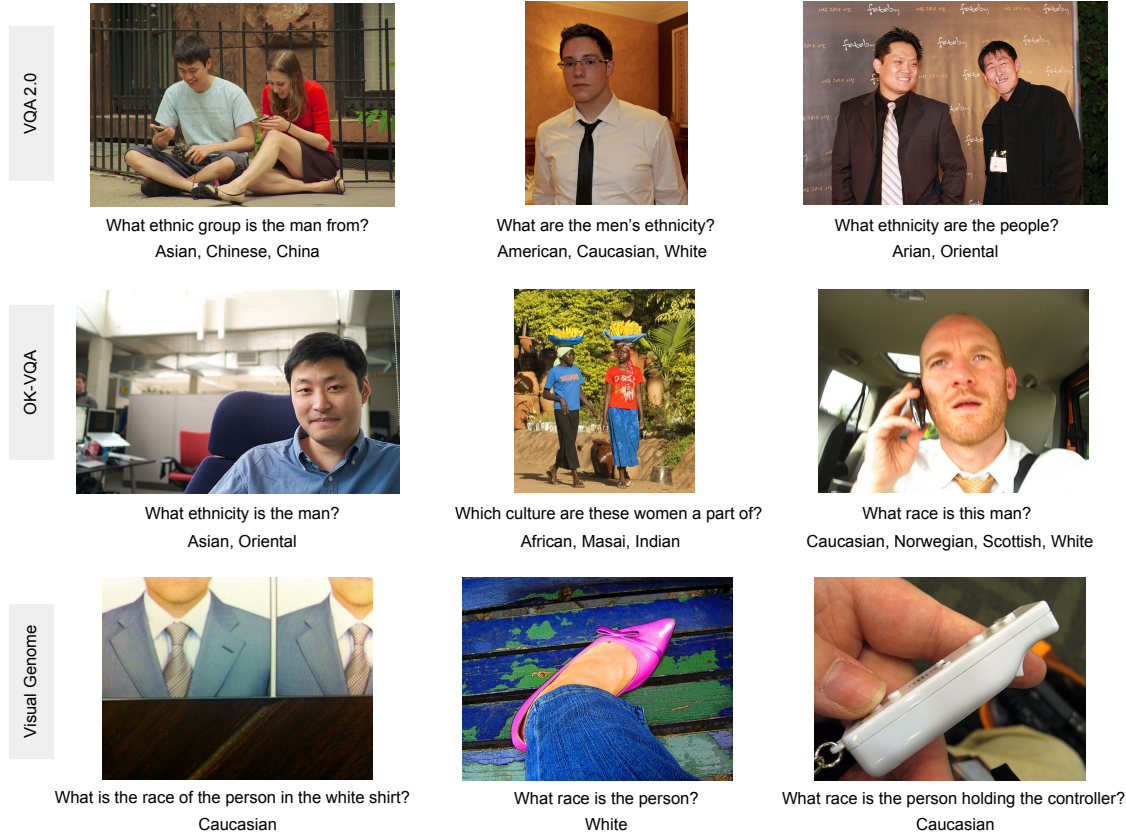 VQA 2.0
What ethnic group is the man from?
Asian, Chinese, China
What are the men's ethnicity?
American, Caucasian, White
fotolog fotolog fotolog
What ethnicity are the people?
Arian, Oriental
OK-VQA
What ethnicity is the man?
Asian, Oriental
Which culture are these women a part of?
African, Masai, Indian
What race is this man?
Caucasian, Norwegian, Scottish, White
Visual Genome
What is the race of the person in the white shirt?
Caucasian
What race is the person?
White
What race is the person holding the controller?
Caucasian